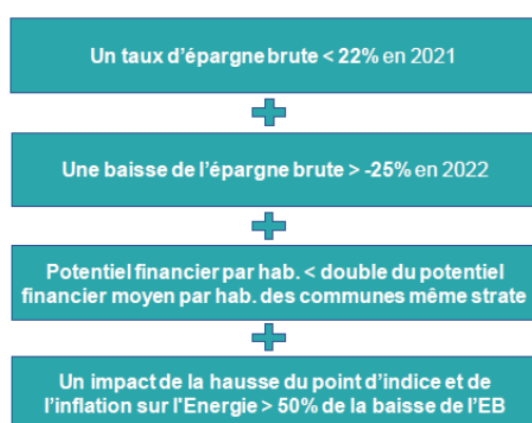 Un taux d'épargne brute < 22% en 2021
Une baisse de l'épargne brute > -25% en 2022
Potentiel financier par hab. < double du potentiel
financier moyen par hab. des communes même strate
Un impact de la hausse du point d'indice et de
l'inflation sur l'Energie > 50% de la baisse de l'EB